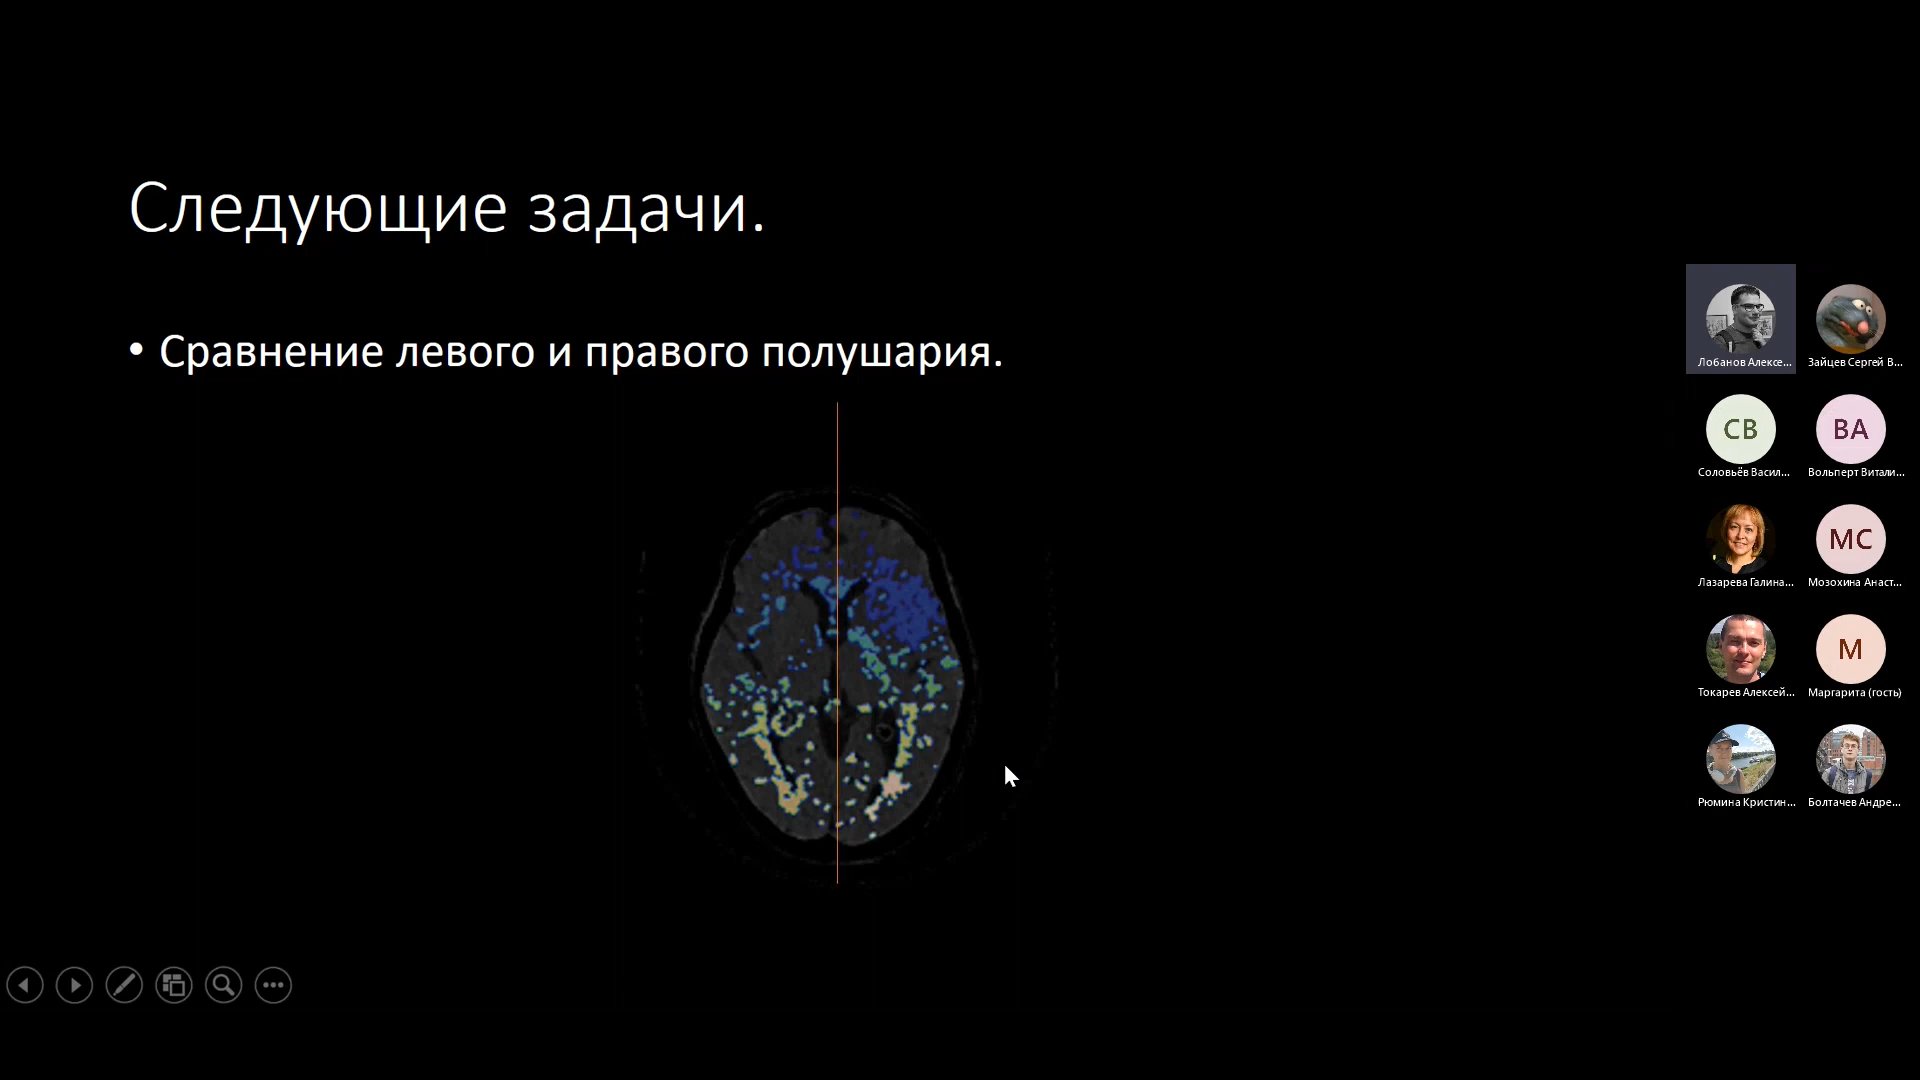 Следующие задачи.
• Сравнение левого и правого полушария.
Лобанов Алексе...
Зайцев Сергей В...
СВ
Соловьёв Васил...
ВА
Вольперт Витали...
Лазарева Галина...
МС
Мозохина Анаст...
Токарев Алексей...
М
Маргарита (гость)
Рюмина Кристин...
Болтачев Андре...